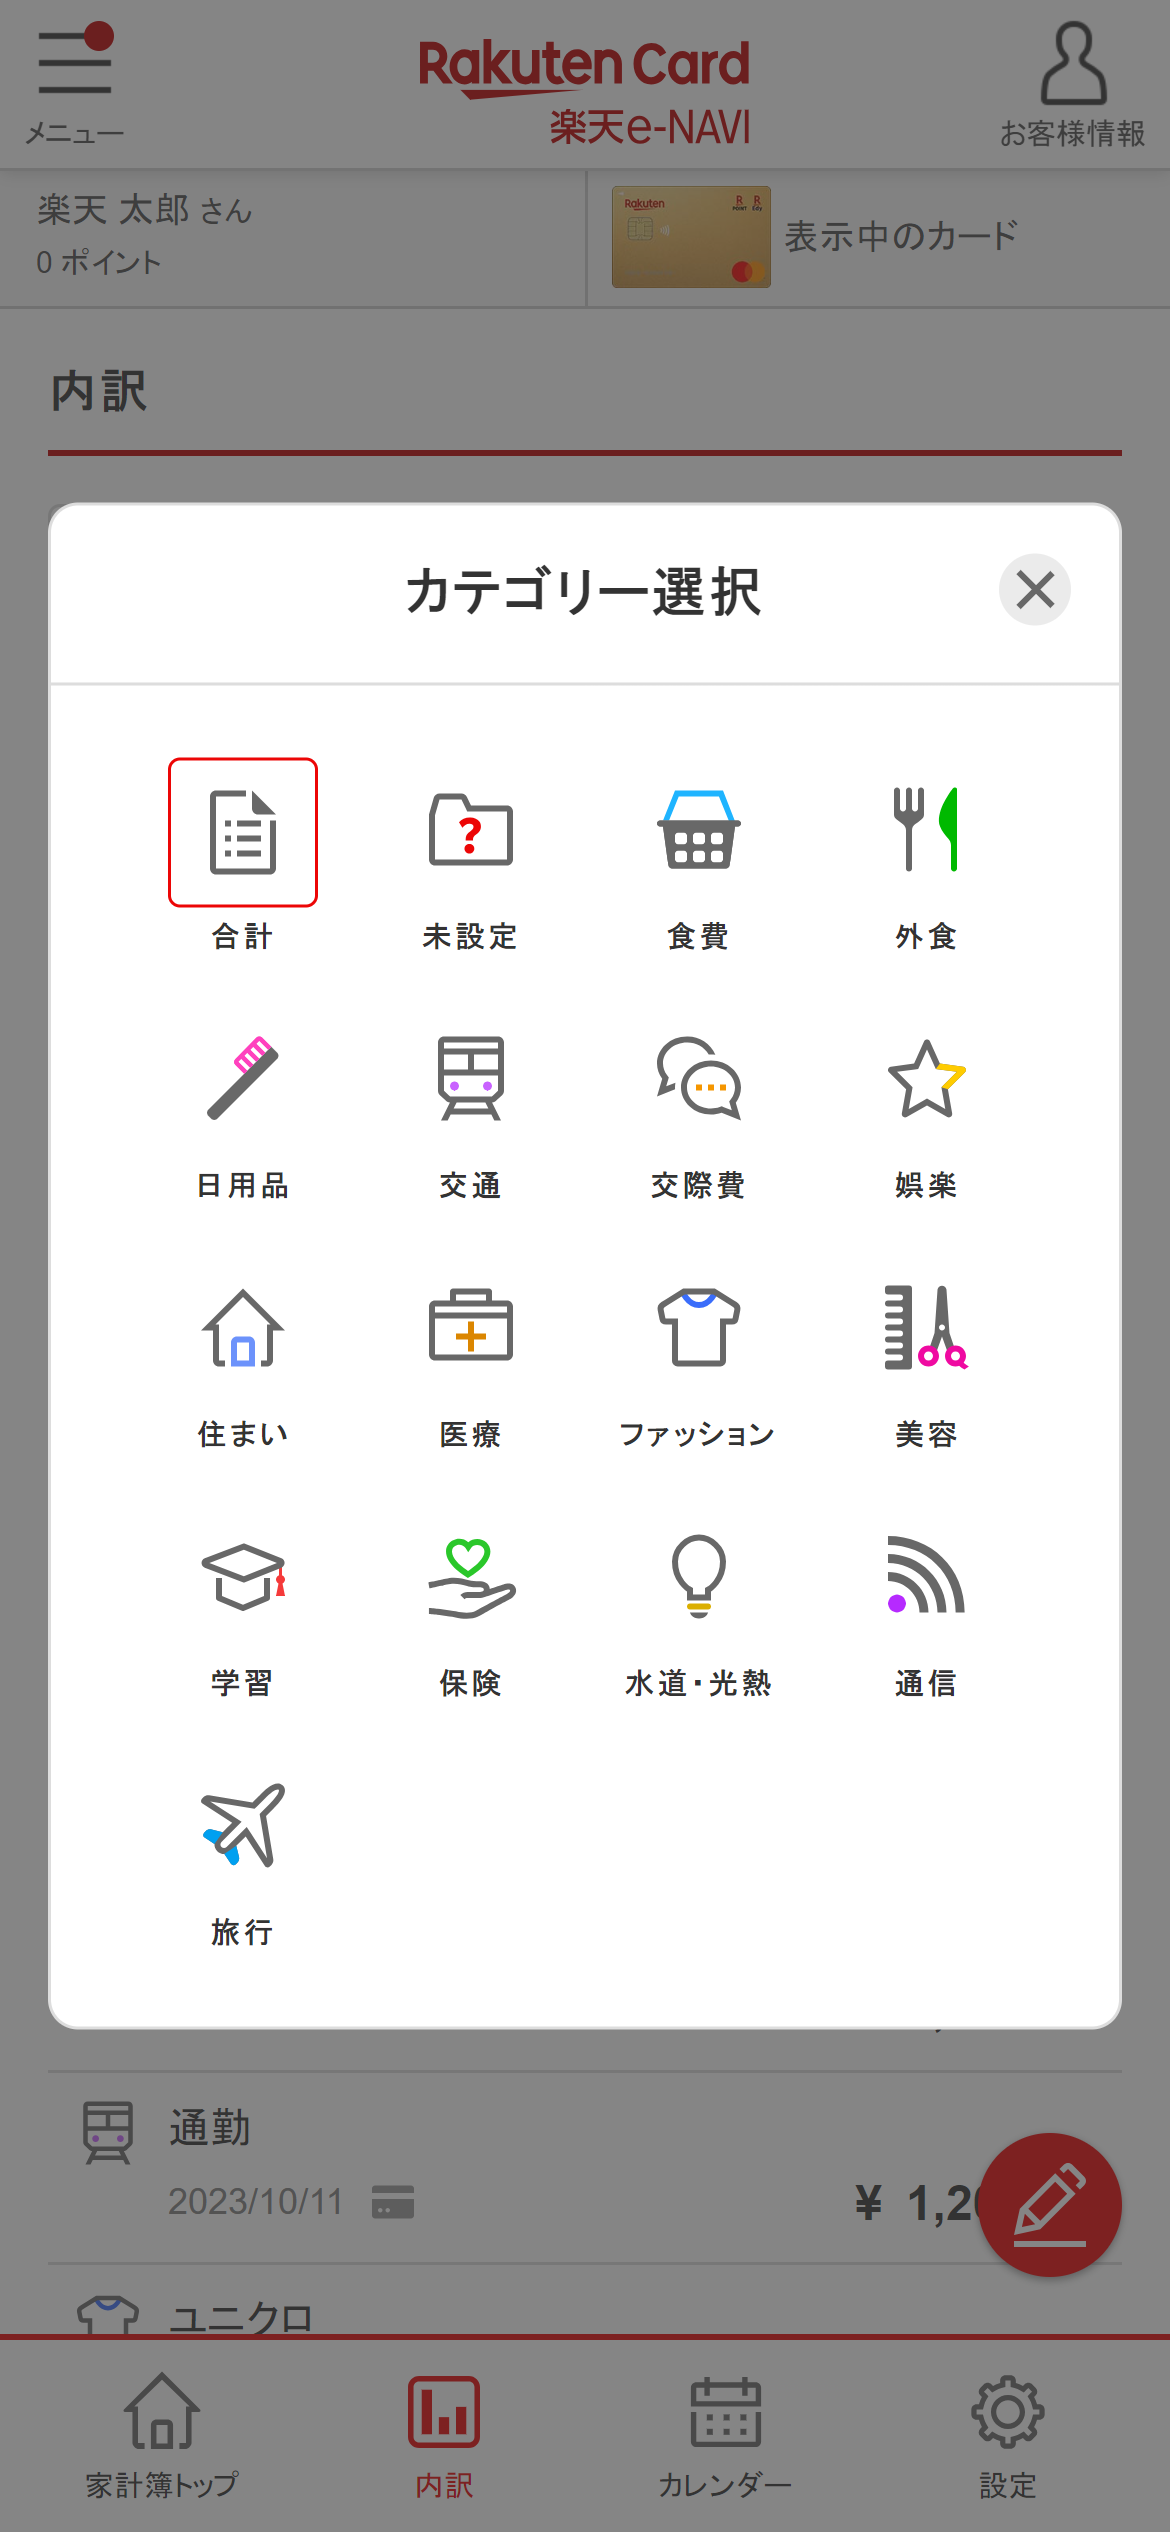 Rakuten Card
楽天e-NAVI
メニュー
お客様情報
楽天 太郎 さん
0 ポイント
Rakuten
表示中のカード
内訳
カテゴリー選択
合計
未設定
食費
外食
日用品
交通
交際費
娯楽
住まい
医療
ファッション
美容
学習
保険
水道・光熱
通信
旅行
通勤
2023/10/11
¥ 1,2
ユニクロ
家計簿トップ
内訳
カレンダー
設定